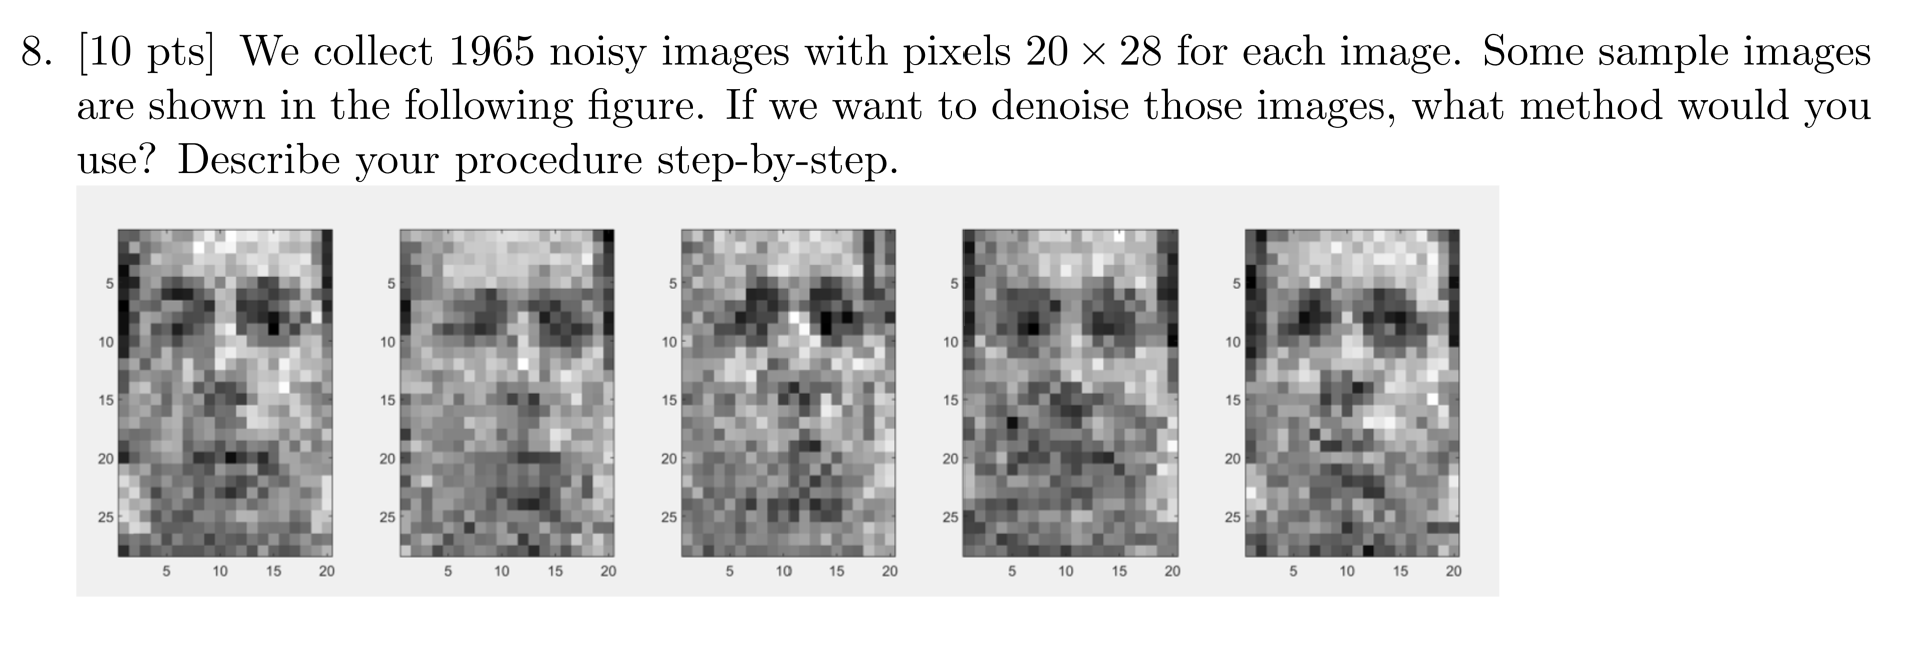 8. [10 pts] We collect 1965 noisy images with pixels 20 × 28 for each image. Some sample images
are shown in the following figure. If we want to denoise those images, what method would you
use? Describe your procedure step-by-step.
5 5 5 5 5
10 10 10 10 10
15 15 15 15 15
20 20 20 20 20
25 25 25 25 25
5 10 15 20 5 10 15 20 5 10 15 20 5 10 15 20 5 10 15 20